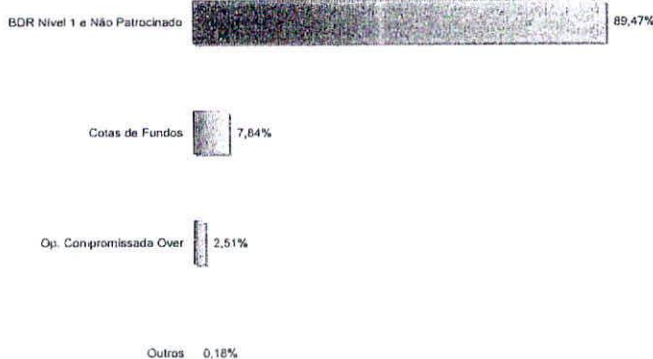 BDR Nível 1 e Não Patrocinado 89,47%
Cotas de Fundos 7,84%
Op. Compromissada Over 2,51%
Outros 0,18%